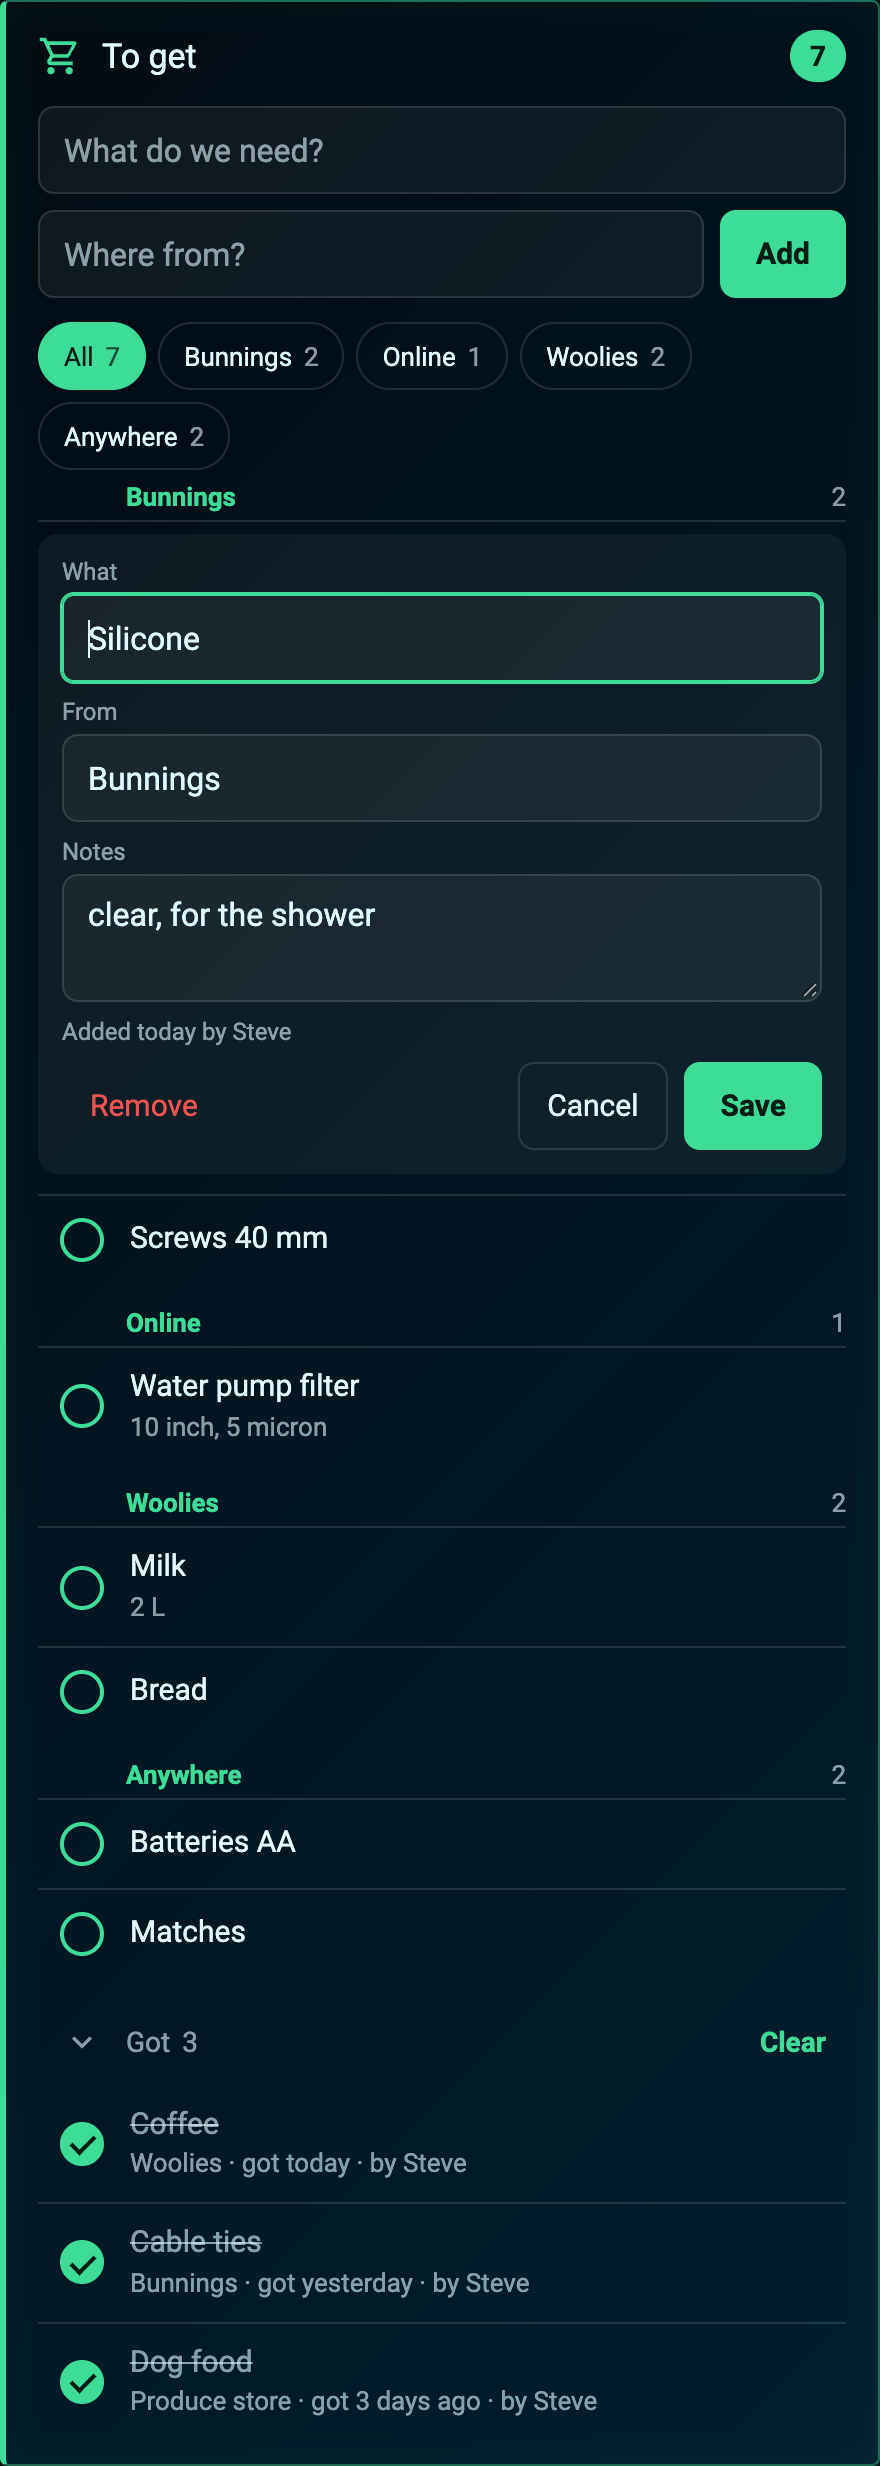 To get
7
What do we need?
Where from?
Add
All 7
Bunnings 2
Online 1
Woolies 2
Anywhere 2
Bunnings
2
What
Silicone
From
Bunnings
Notes
clear, for the shower
Added today by Steve
Remove
Cancel
Save
Screws 40 mm
Online
1
Water pump filter
10 inch, 5 micron
Woolies
2
Milk
2 L
Bread
Anywhere
2
Batteries AA
Matches
Got 3
Clear
Coffee
Woolies · got today · by Steve
Cable ties
Bunnings · got yesterday · by Steve
Dog food
Produce store · got 3 days ago · by Steve